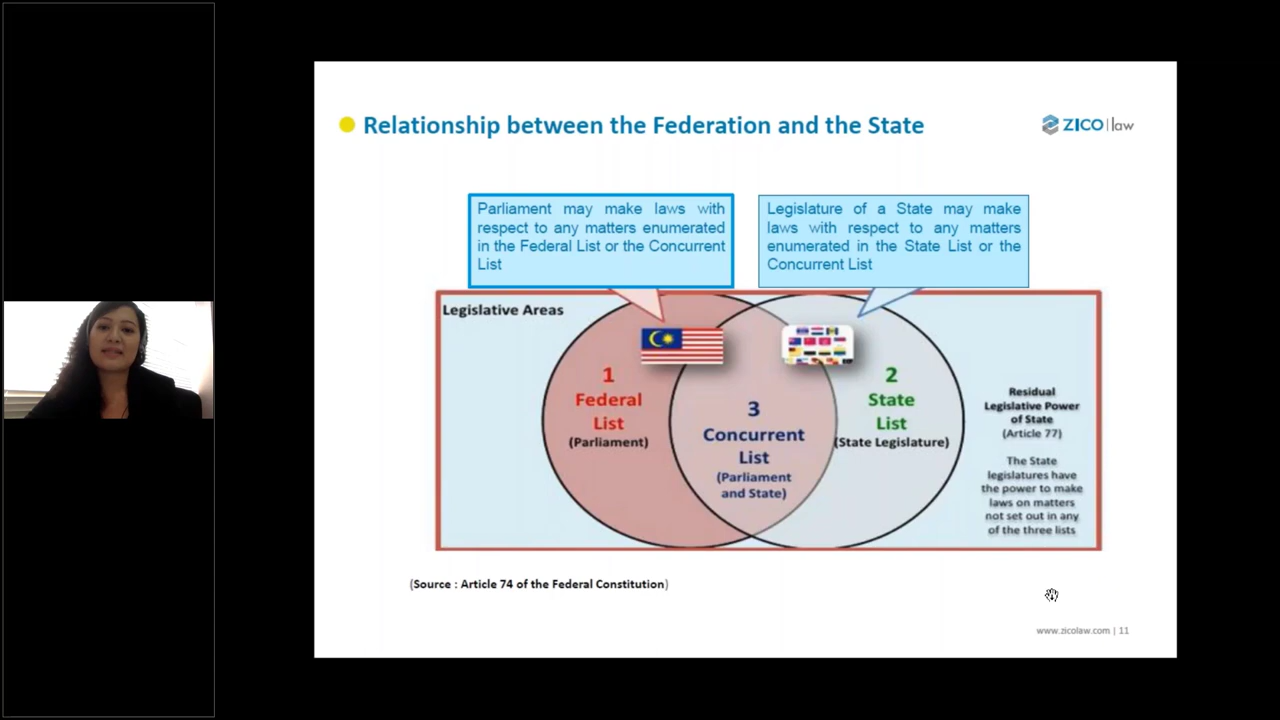 Relationship between the Federation and the State
ZICO law
Parliament may make laws with
respect to any matters enumerated
in the Federal List or the Concurrent
List
Legislature of a State may make
laws with respect to any matters
enumerated in the State List or the
Concurrent List
Legislative Areas
1
Federal
List
(Parliament)
3
Concurrent
List
(Parliament
and State)
2
State
List
(State Legislature)
Residual
Legislative Power
of State
(Article 77)
The State
legislatures have
the power to make
laws on matters
not set out in any
of the three lists
(Source : Article 74 of the Federal Constitution)
www.zicolaw.com | 11